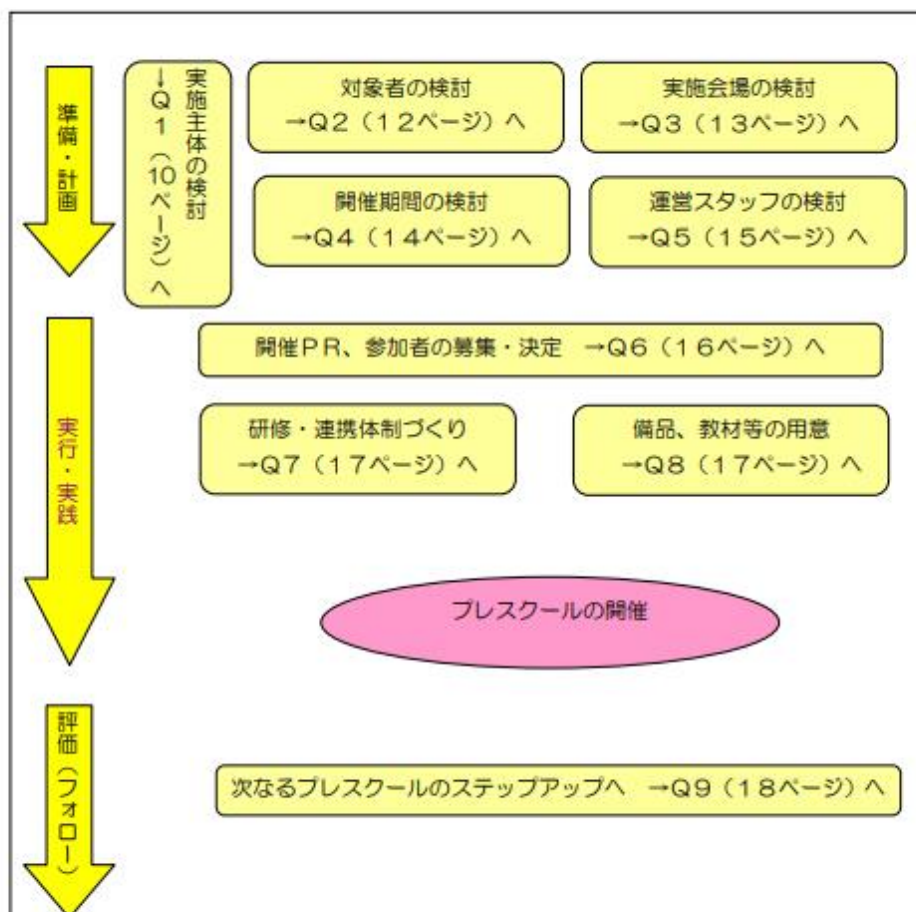 準備・計画
実施主体の検討
→Q1(10ページ)へ
対象者の検討
→Q2(12ページ)へ
実施会場の検討
→Q3(13ページ)へ
開催期間の検討
→Q4(14ページ)へ
運営スタッフの検討
→Q5(15ページ)へ
実行・実践
開催PR、参加者の募集・決定 →Q6(16ページ)へ
研修・連携体制づくり
→Q7(17ページ)へ
備品、教材等の用意
→Q8(17ページ)へ
プレスクールの開催
評価(フォロー)
次なるプレスクールのステップアップへ →Q9(18ページ)へ